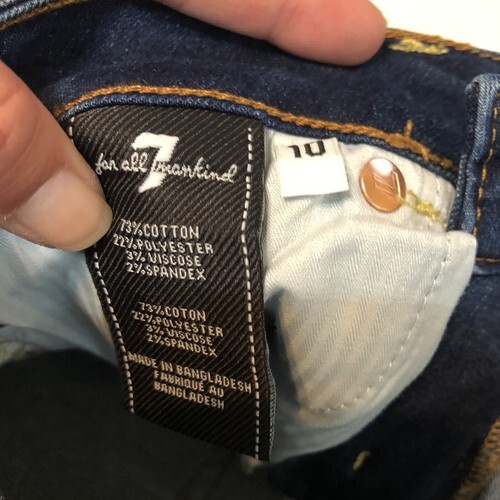 7
for all mankind
10
73%COTTON
22%POLYESTER
3% VISCOSE
2%SPANDEX
73%COTON
22%POLYESTER
3% VISCOSE
2%SPANDEX
MADE IN BANGLADESH
FABRIQUÉ AU
BANGLADESH